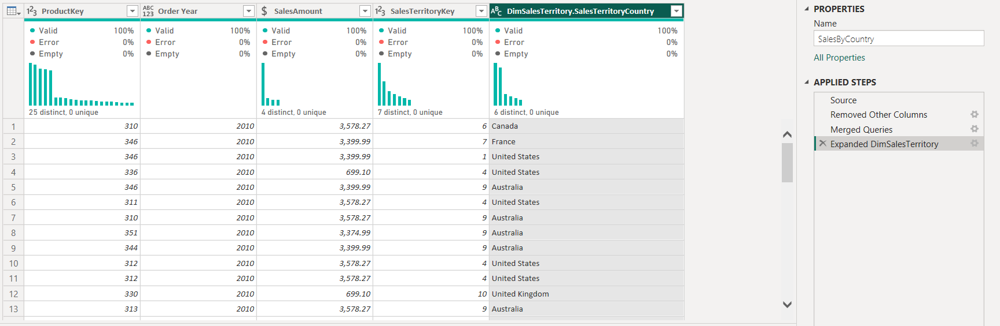 1²3 ProductKey ABC 123 Order Year $ SalesAmount 1²3 SalesTerritoryKey ABC DimSalesTerritory.SalesTerritoryCountry
Valid 100% Valid 100% Valid 100% Valid 100% Valid 100%
Error 0% Error 0% Error 0% Error 0% Error 0%
Empty 0% Empty 0% Empty 0% Empty 0% Empty 0%
25 distinct, 0 unique 4 distinct, 0 unique 7 distinct, 0 unique 6 distinct, 0 unique
1 310 2010 3,578.27 6 Canada
2 346 2010 3,399.99 7 France
3 346 2010 3,399.99 1 United States
4 336 2010 699.10 4 United States
5 346 2010 3,399.99 9 Australia
6 311 2010 3,578.27 4 United States
7 310 2010 3,578.27 9 Australia
8 351 2010 3,374.99 9 Australia
9 344 2010 3,399.99 9 Australia
10 312 2010 3,578.27 4 United States
11 312 2010 3,578.27 4 United States
12 330 2010 699.10 10 United Kingdom
13 313 2010 3,578.27 9 Australia
PROPERTIES
Name
SalesByCountry
All Properties
APPLIED STEPS
Source
Removed Other Columns
Merged Queries
Expanded DimSalesTerritory